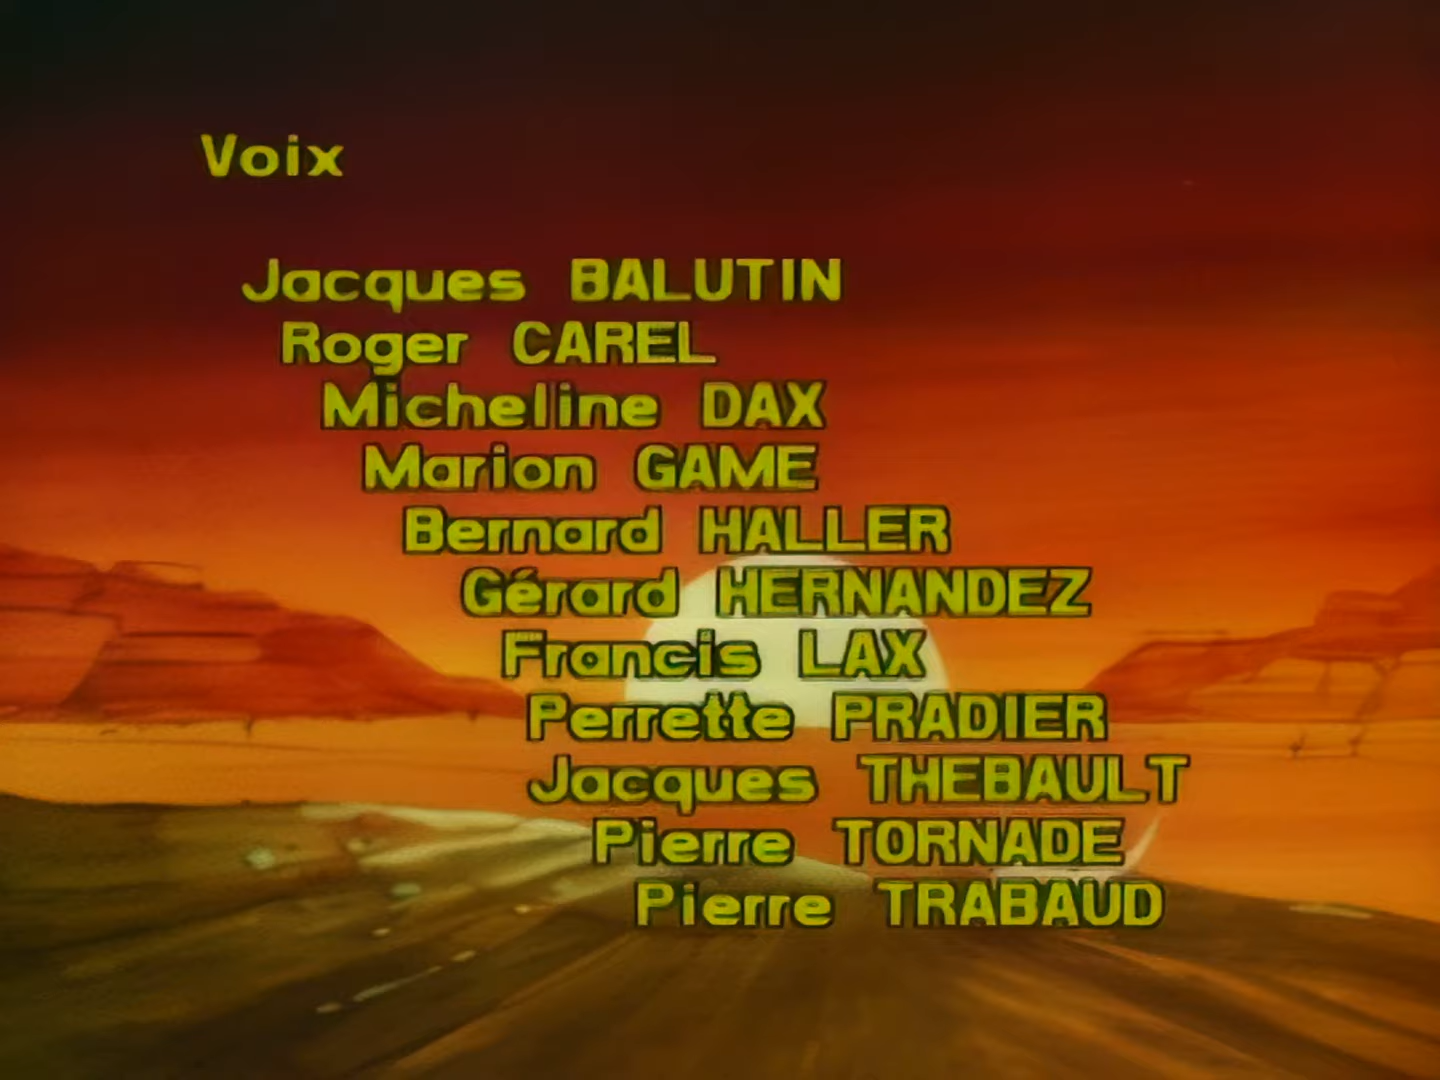 Voix
Jacques BALUTIN
Roger CAREL
Micheline DAX
Marion GAME
Bernard HALLER
Gérard HERNANDEZ
Francis LAX
Perrette PRADIER
Jacques THEBAULT
Pierre TORNADE
Pierre TRABAUD